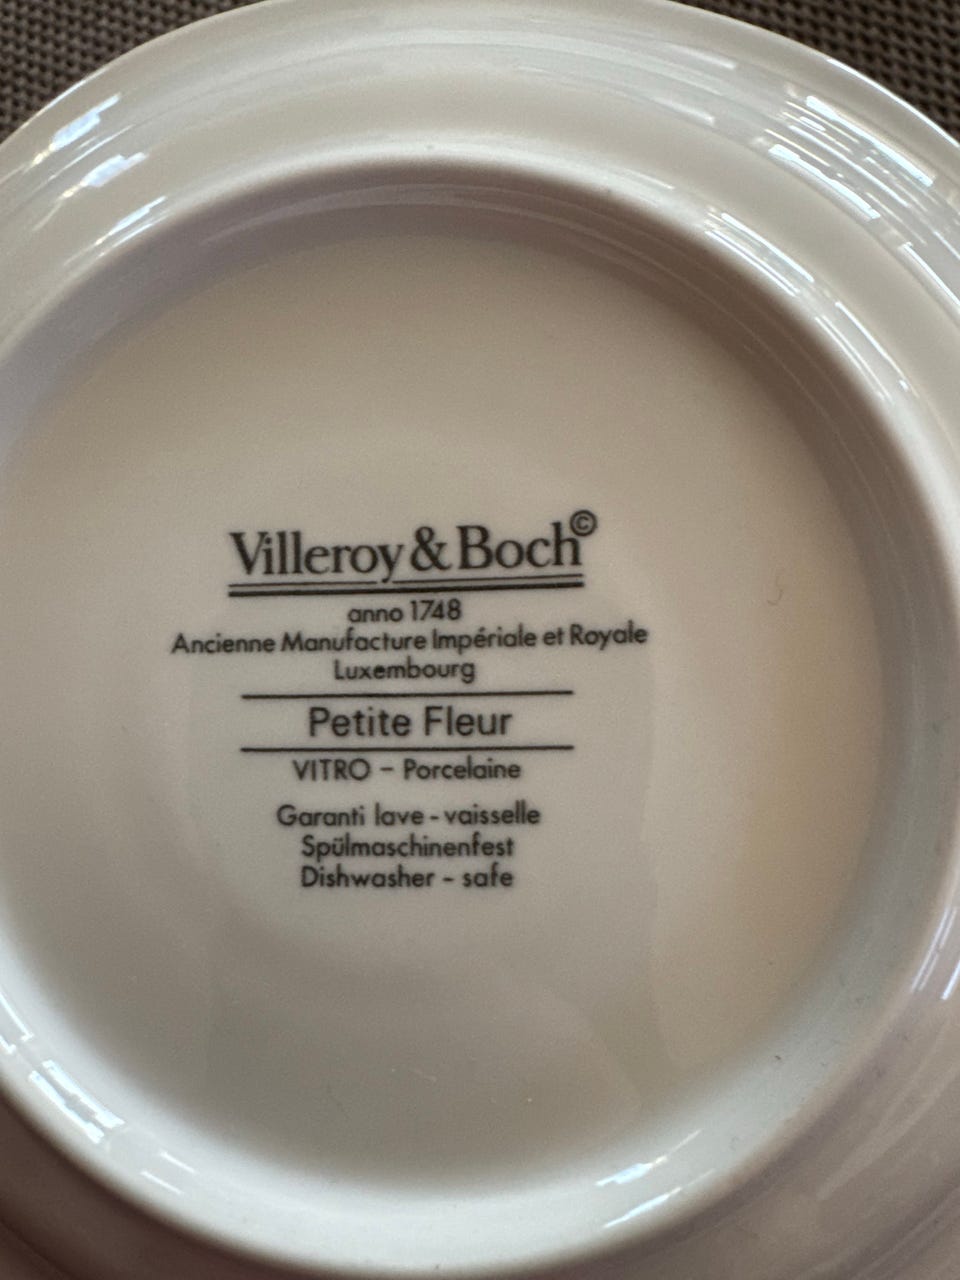 Villeroy & Boch©
anno 1748
Ancienne Manufacture Impériale et Royale
Luxembourg
Petite Fleur
VITRO – Porcelaine
Garanti lave - vaisselle
Spülmaschinenfest
Dishwasher - safe